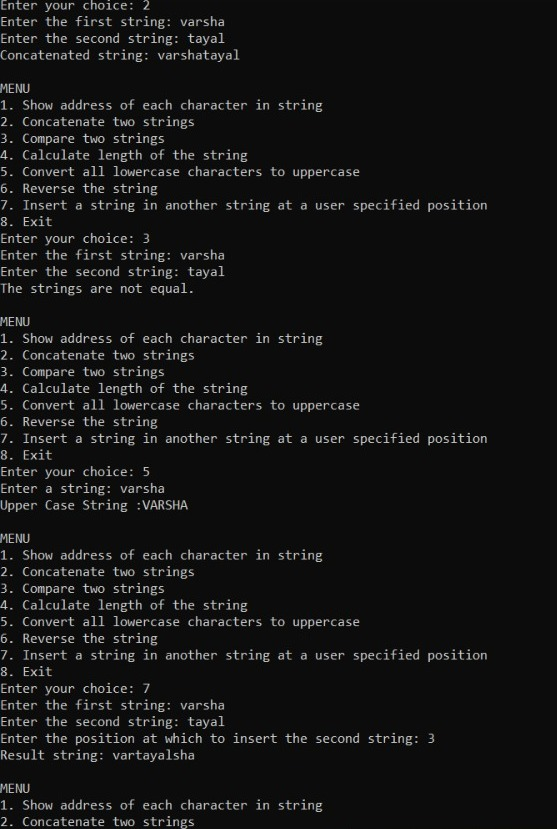 Enter your choice: 2
Enter the first string: varsha
Enter the second string: tayal
Concatenated string: varshatayal
MENU
1. Show address of each character in string
2. Concatenate two strings
3. Compare two strings
4. Calculate length of the string
5. Convert all lowercase characters to uppercase
6. Reverse the string
7. Insert a string in another string at a user specified position
8. Exit
Enter your choice: 3
Enter the first string: varsha
Enter the second string: tayal
The strings are not equal.
MENU
1. Show address of each character in string
2. Concatenate two strings
3. Compare two strings
4. Calculate length of the string
5. Convert all lowercase characters to uppercase
6. Reverse the string
7. Insert a string in another string at a user specified position
8. Exit
Enter your choice: 5
Enter a string: varsha
Upper Case String :VARSHA
MENU
1. Show address of each character in string
2. Concatenate two strings
3. Compare two strings
4. Calculate length of the string
5. Convert all lowercase characters to uppercase
6. Reverse the string
7. Insert a string in another string at a user specified position
8. Exit
Enter your choice: 7
Enter the first string: varsha
Enter the second string: tayal
Enter the position at which to insert the second string: 3
Result string: vartayalsha
MENU
1. Show address of each character in string
2. Concatenate two strings